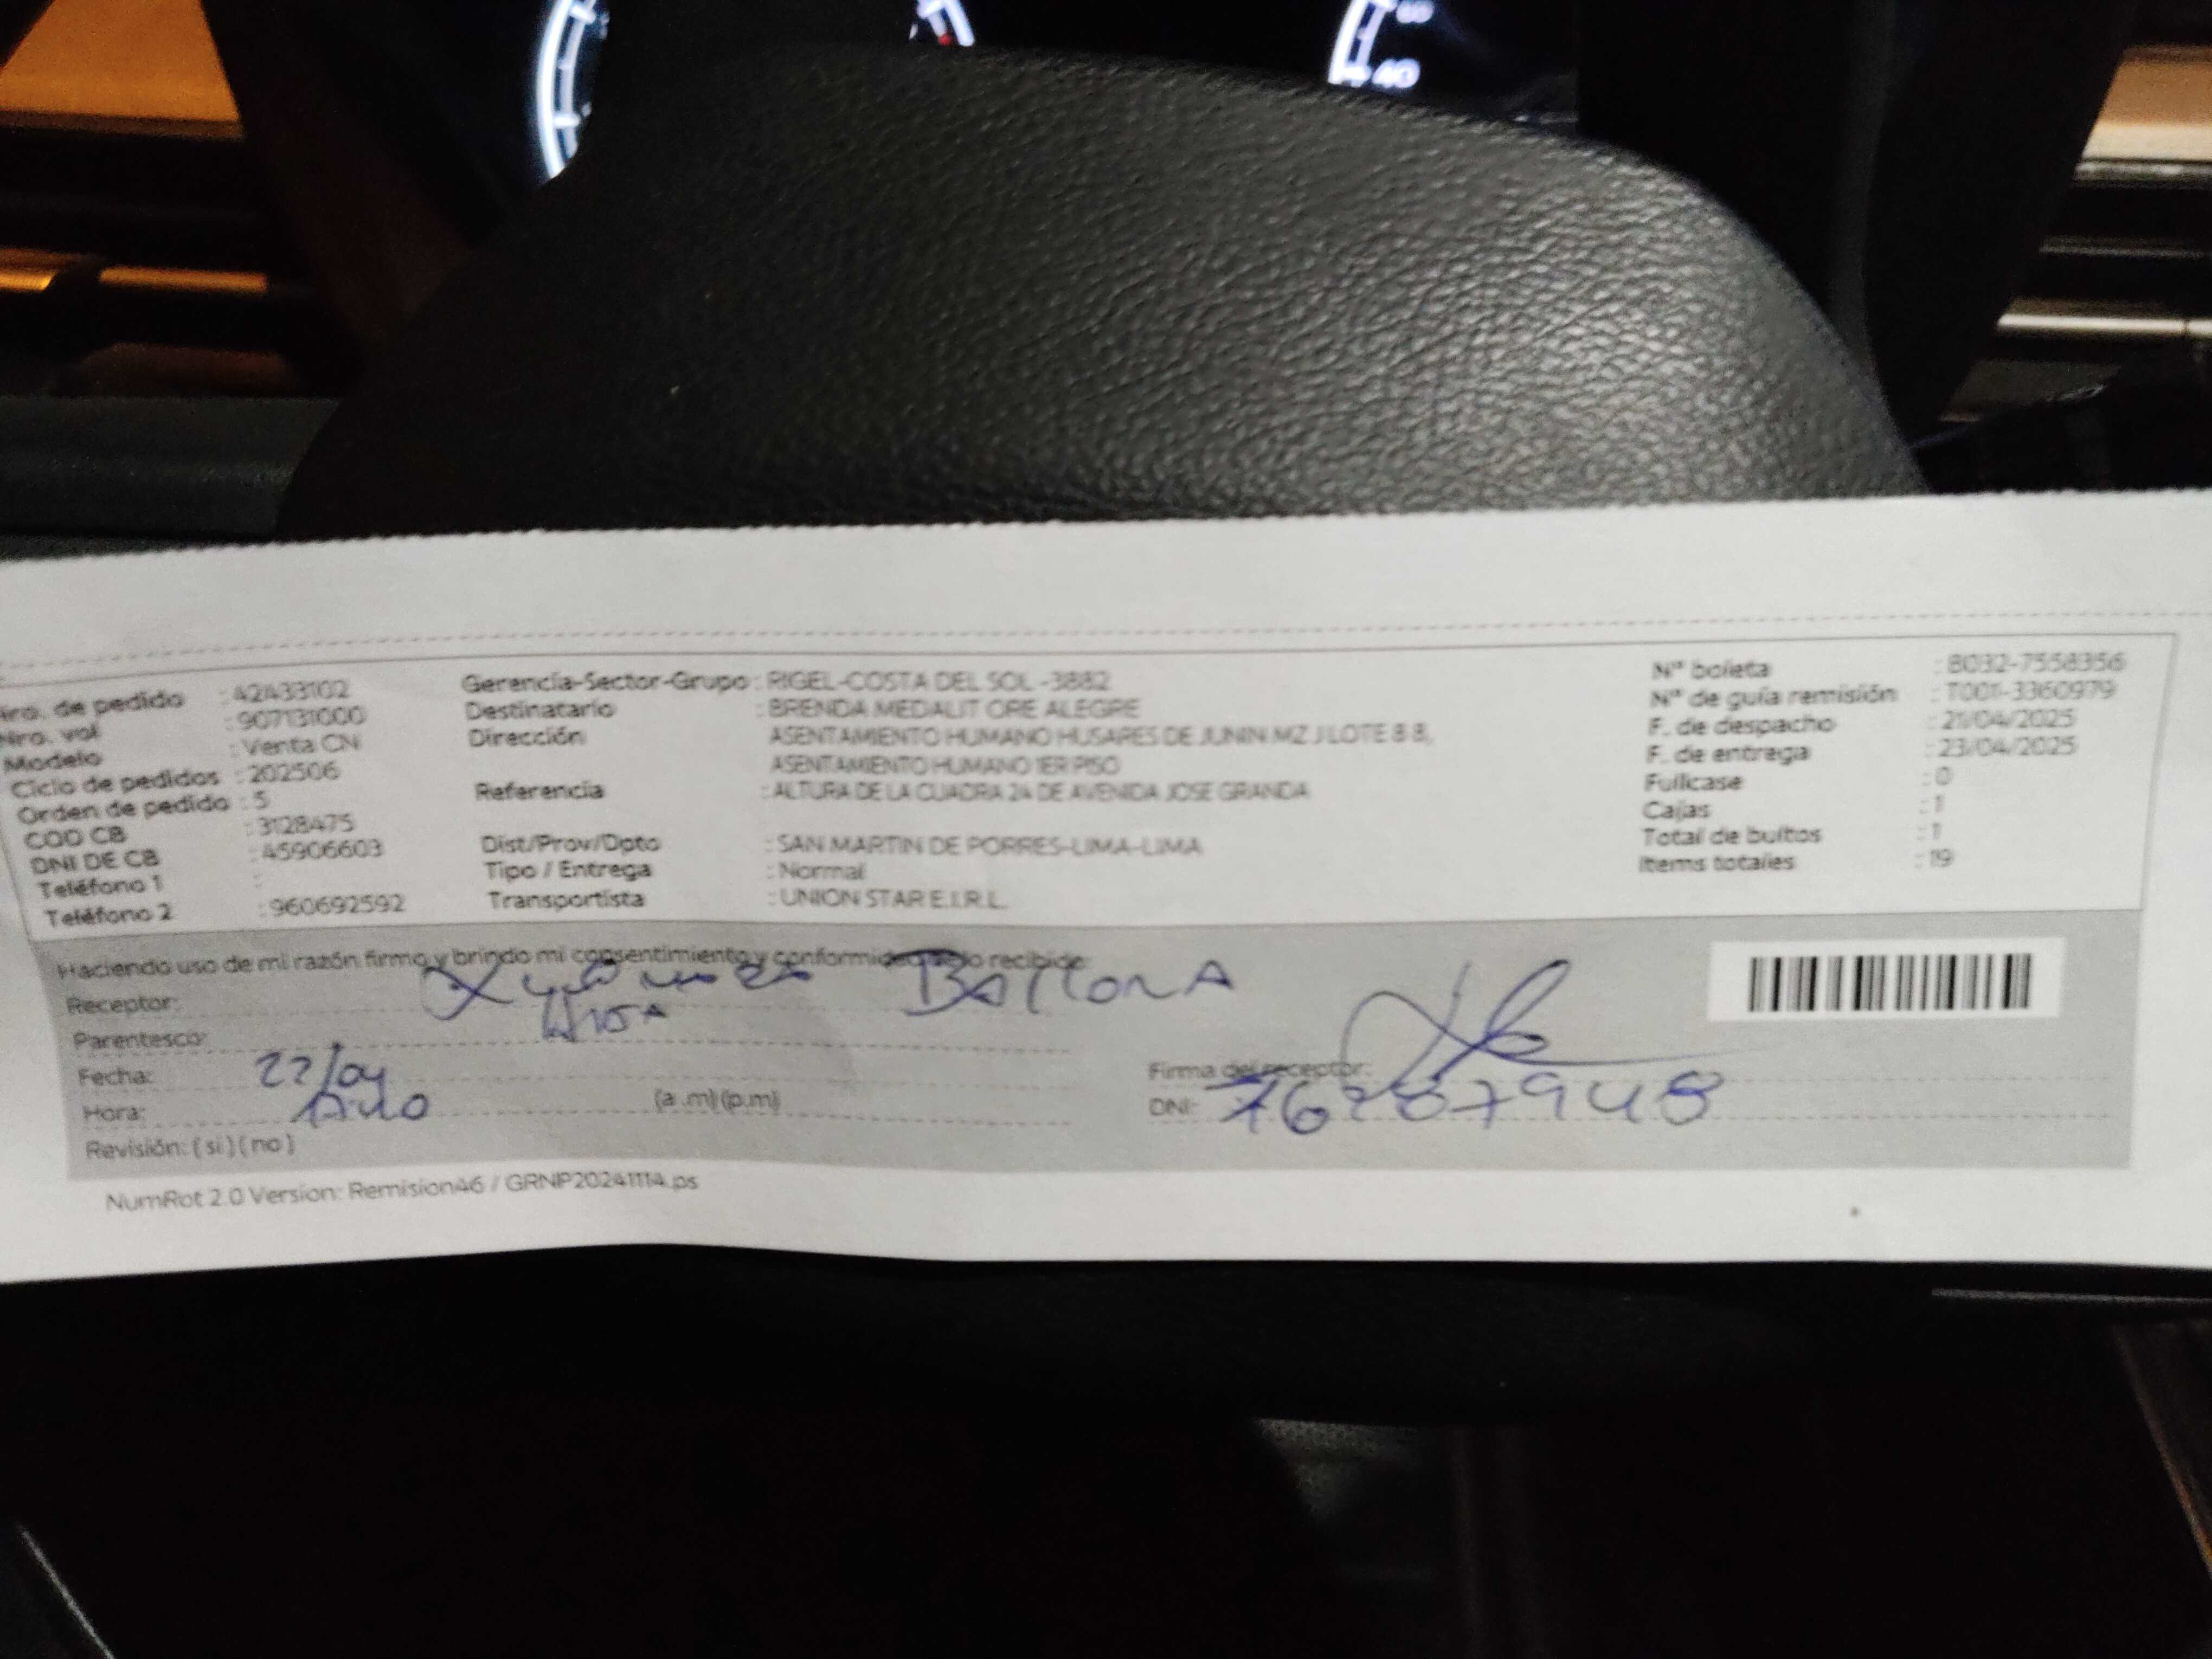 40
Nro. de pedido : 42433102
Nro. vol : 907131000
Modelo : Venta CN
Ciclo de pedidos : 202506
Orden de pedido : 5
COD CB : 3128475
DNI DE CB : 45906603
Teléfono 1 :
Teléfono 2 : 960692592
Gerencia-Sector-Grupo : RIGEL-COSTA DEL SOL -3882
Destinatario : BRENDA MEDALIT ORE ALEGRE
Dirección ASENTAMIENTO HUMANO HUSARES DE JUNIN MZ J LOTE 8 8,
ASENTAMIENTO HUMANO 1ER PISO
Referencia : ALTURA DE LA CUADRA 24 DE AVENIDA JOSE GRANDA
Dist/Prov/Dpto : SAN MARTIN DE PORRES-LIMA-LIMA
Tipo / Entrega : Normal
Transportista : UNION STAR E.I.R.L.
N° boleta : B032-7558356
N° de guía remisión : T001-3360979
F. de despacho : 21/04/2025
F. de entrega : 23/04/2025
Fullcase : 0
Cajas : 1
Total de bultos : 1
Items totales : 19
Haciendo uso de mi razón firmo y brindo mi consentimiento y conformidad recibido:
Receptor:
Parentesco: Hija
Fecha: 22/04
Hora: (a .m) (p.m)
Revisión: ( si ) ( no )
Firma del receptor:
DNI: 76287948
NumRot 2.0 Version: Remision46 / GRNP20241114.ps